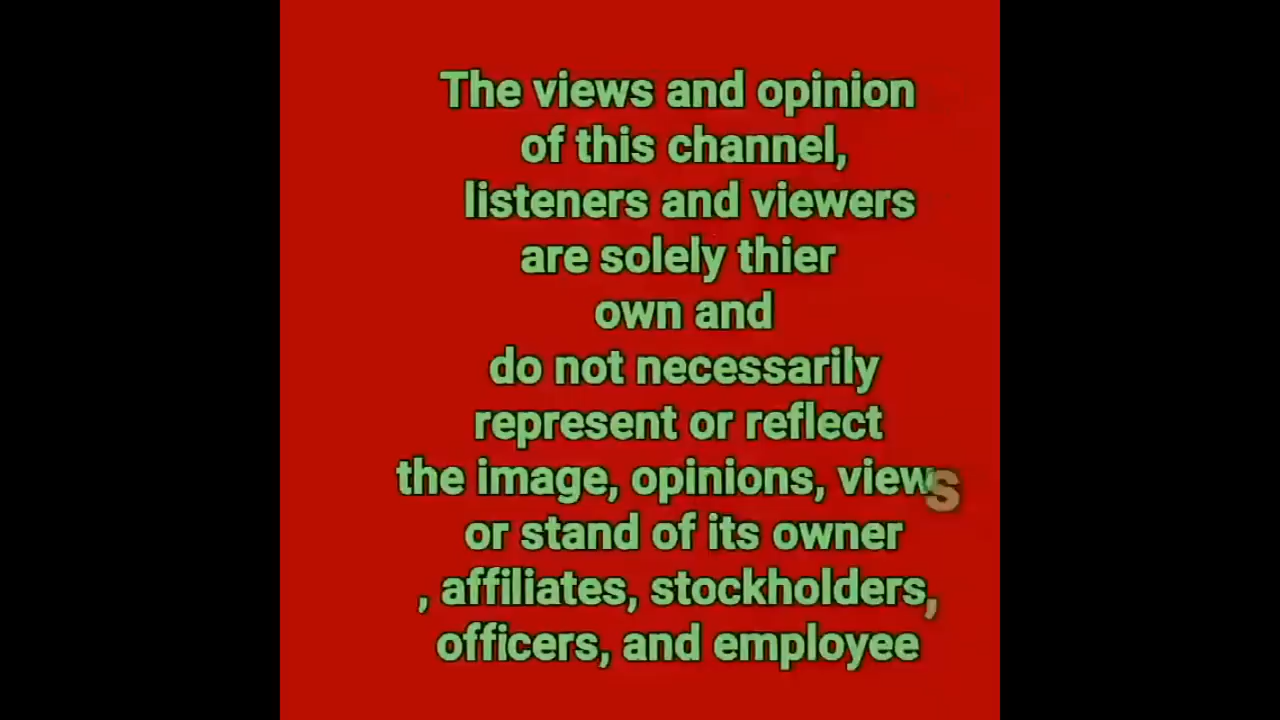 The views and opinion
of this channel,
listeners and viewers
are solely thier
own and
do not necessarily
represent or reflect
the image, opinions, views
or stand of its owner
, affiliates, stockholders,
officers, and employee